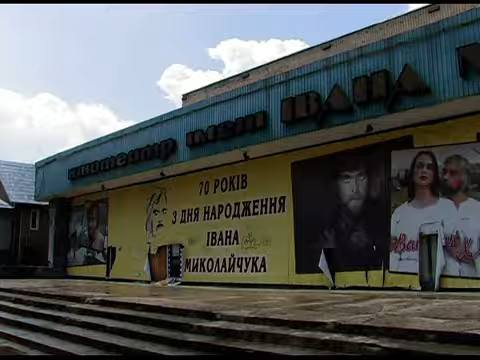 кінотеатр імені ІВАНА
70 РОКІВ
З ДНЯ НАРОДЖЕННЯ
ІВАНА
МИКОЛАЙЧУКА